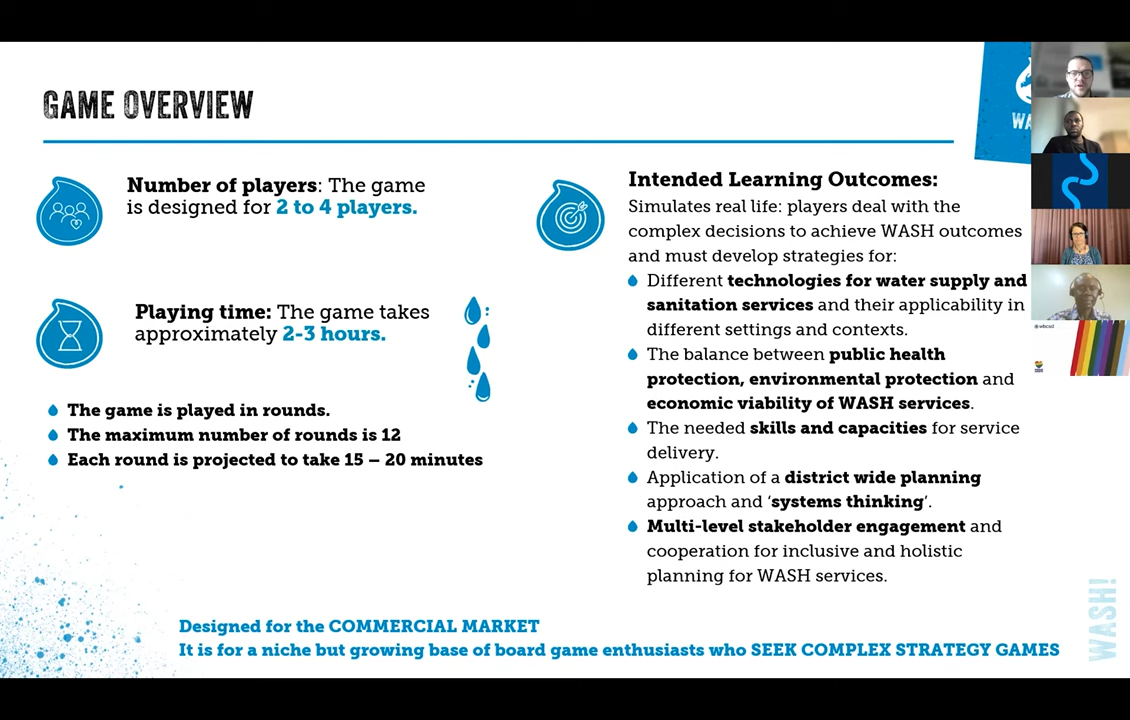 GAME OVERVIEW
Number of players: The game
is designed for 2 to 4 players.
Playing time: The game takes
approximately 2-3 hours.
The game is played in rounds.
The maximum number of rounds is 12
Each round is projected to take 15 – 20 minutes
Intended Learning Outcomes:
Simulates real life: players deal with the
complex decisions to achieve WASH outcomes
and must develop strategies for:
Different technologies for water supply and
sanitation services and their applicability in
different settings and contexts.
The balance between public health
protection, environmental protection and
economic viability of WASH services.
The needed skills and capacities for service
delivery.
Application of a district wide planning
approach and ‘systems thinking’.
Multi-level stakeholder engagement and
cooperation for inclusive and holistic
planning for WASH services.
Designed for the COMMERCIAL MARKET
It is for a niche but growing base of board game enthusiasts who SEEK COMPLEX STRATEGY GAMES
WA
WASH!
wbcsd